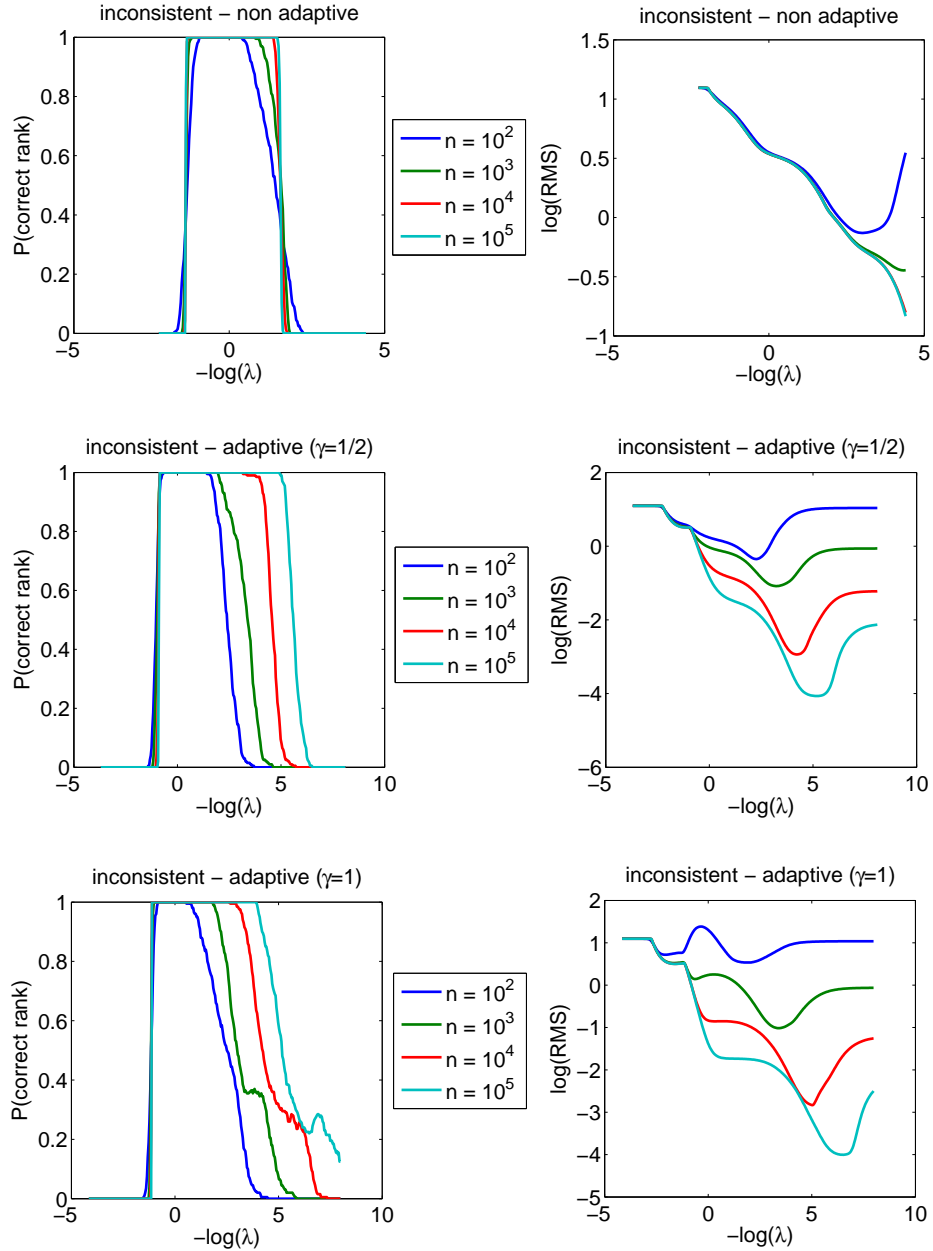 inconsistent − non adaptive
1
0.8
0.6
0.4
0.2
0
−5
0
5
P(correct rank)
−log(λ)
n = 10^2
n = 10^3
n = 10^4
n = 10^5
inconsistent − non adaptive
1.5
1
0.5
0
−0.5
−1
−5
0
5
log(RMS)
−log(λ)
inconsistent − adaptive (γ=1/2)
1
0.8
0.6
0.4
0.2
0
−5
0
5
10
P(correct rank)
−log(λ)
n = 10^2
n = 10^3
n = 10^4
n = 10^5
inconsistent − adaptive (γ=1/2)
2
0
−2
−4
−6
−5
0
5
10
log(RMS)
−log(λ)
inconsistent − adaptive (γ=1)
1
0.8
0.6
0.4
0.2
0
−5
0
5
10
P(correct rank)
−log(λ)
n = 10^2
n = 10^3
n = 10^4
n = 10^5
inconsistent − adaptive (γ=1)
2
1
0
−1
−2
−3
−4
−5
−5
0
5
10
log(RMS)
−log(λ)